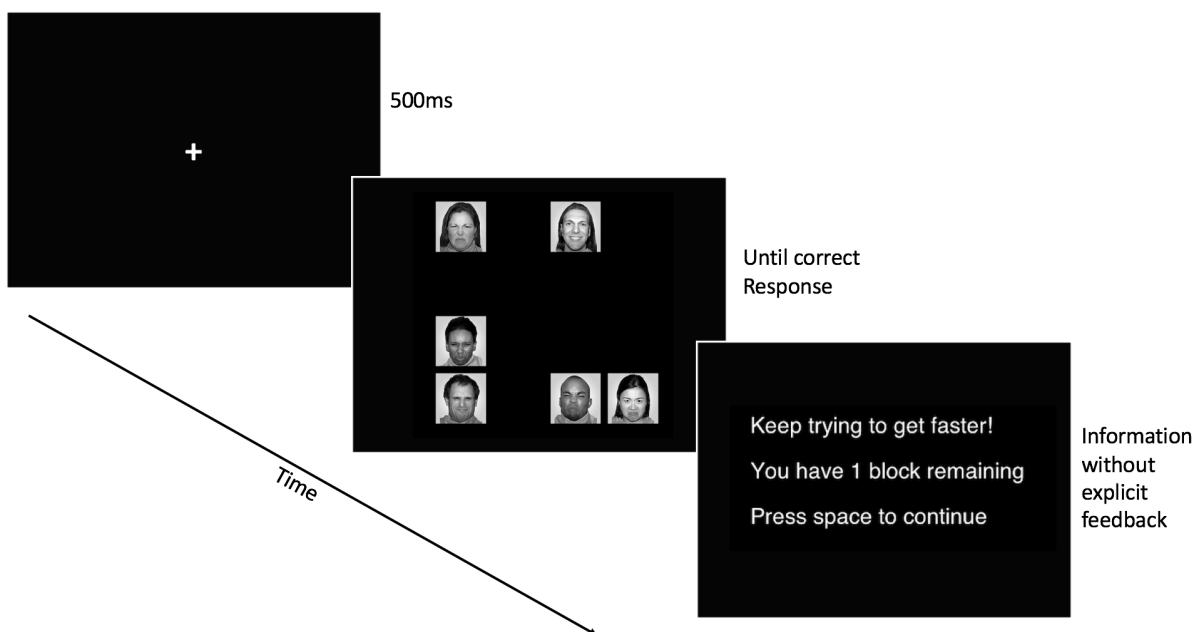 500ms
Until correct
Response
Keep trying to get faster!
You have 1 block remaining
Press space to continue
Information
without
explicit
feedback
Time